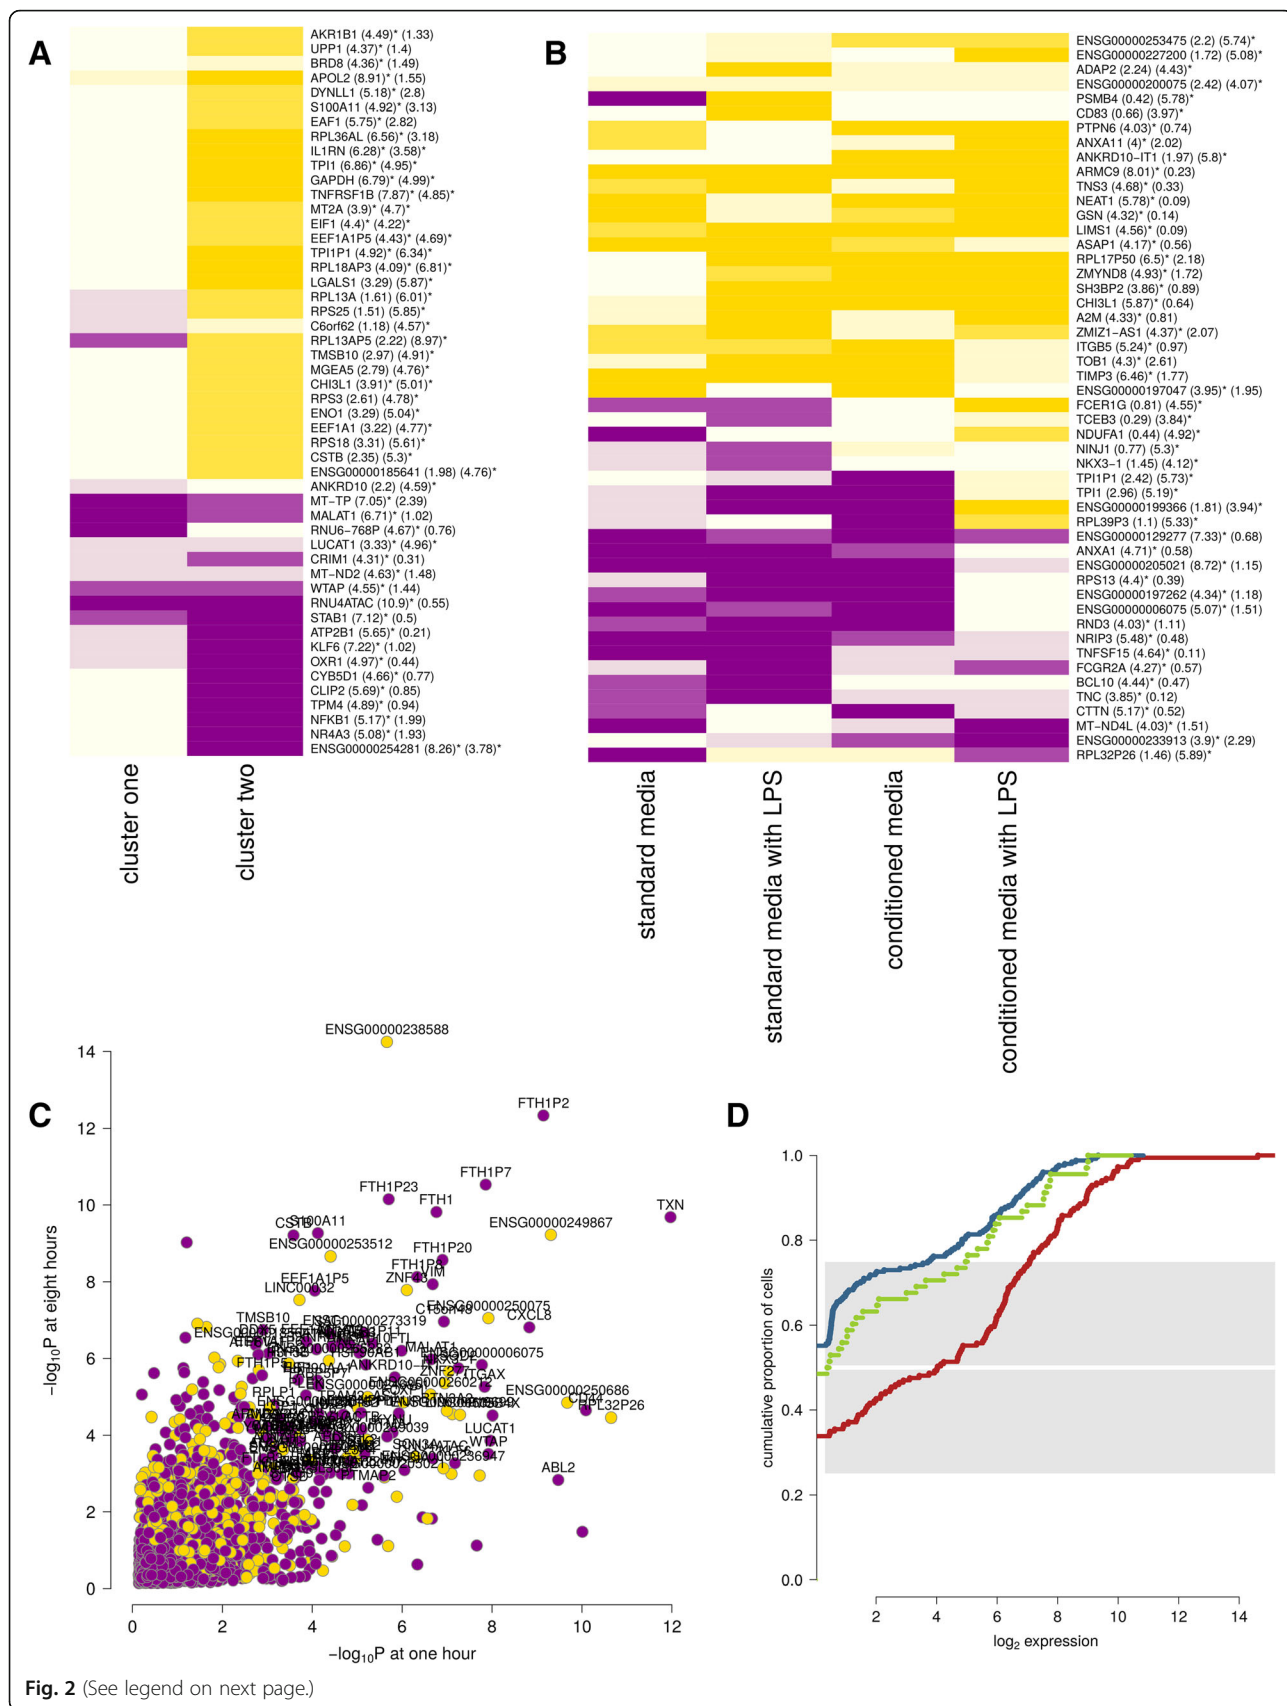 A
AKR1B1 (4.49)* (1.33)
UPP1 (4.37)* (1.4)
BRD8 (4.36)* (1.49)
APOL2 (8.91)* (1.55)
DYNLL1 (5.18)* (2.8)
S100A11 (4.92)* (3.13)
EAF1 (5.75)* (2.82)
RPL36AL (6.56)* (3.18)
IL1RN (6.28)* (3.58)*
TPI1 (6.86)* (4.95)*
GAPDH (6.79)* (4.99)*
TNFRSF1B (7.87)* (4.85)*
MT2A (3.9)* (4.7)*
EIF1 (4.4)* (4.22)*
EEF1A1P5 (4.43)* (4.69)*
TPI1P1 (4.92)* (6.34)*
RPL18AP3 (4.09)* (6.81)*
LGALS1 (3.29) (5.87)*
RPL13A (1.61) (6.01)*
RPS25 (1.51) (5.85)*
C6orf62 (1.18) (4.57)*
RPL13AP5 (2.22) (8.97)*
TMSB10 (2.97) (4.91)*
MGEA5 (2.79) (4.76)*
CHI3L1 (3.91)* (5.01)*
RPS3 (2.61) (4.78)*
ENO1 (3.29) (5.04)*
EEF1A1 (3.22) (4.77)*
RPS18 (3.31) (5.61)*
CSTB (2.35) (5.3)*
ENSG00000185641 (1.98) (4.76)*
ANKRD10 (2.2) (4.59)*
MT−TP (7.05)* (2.39)
MALAT1 (6.71)* (1.02)
RNU6−768P (4.67)* (0.76)
LUCAT1 (3.33)* (4.96)*
CRIM1 (4.31)* (0.31)
MT−ND2 (4.63)* (1.48)
WTAP (4.55)* (1.44)
RNU4ATAC (10.9)* (0.55)
STAB1 (7.12)* (0.5)
ATP2B1 (5.65)* (0.21)
KLF6 (7.22)* (1.02)
OXR1 (4.97)* (0.44)
CYB5D1 (4.66)* (0.77)
CLIP2 (5.69)* (0.85)
TPM4 (4.89)* (0.94)
NFKB1 (5.17)* (1.99)
NR4A3 (5.08)* (1.93)
ENSG00000254281 (8.26)* (3.78)*
cluster one
cluster two
B
ENSG00000253475 (2.2) (5.74)*
ENSG00000227200 (1.72) (5.08)*
ADAP2 (2.24) (4.43)*
ENSG00000200075 (2.42) (4.07)*
PSMB4 (0.42) (5.78)*
CD83 (0.66) (3.97)*
PTPN6 (4.03)* (0.74)
ANXA11 (4)* (2.02)
ANKRD10−IT1 (1.97) (5.8)*
ARMC9 (8.01)* (0.23)
TNS3 (4.68)* (0.33)
NEAT1 (5.78)* (0.09)
GSN (4.32)* (0.14)
LIMS1 (4.56)* (0.09)
ASAP1 (4.17)* (0.56)
RPL17P50 (6.5)* (2.18)
ZMYND8 (4.93)* (1.72)
SH3BP2 (3.86)* (0.89)
CHI3L1 (5.87)* (0.64)
A2M (4.33)* (0.81)
ZMIZ1−AS1 (4.37)* (2.07)
ITGB5 (5.24)* (0.97)
TOB1 (4.3)* (2.61)
TIMP3 (6.46)* (1.77)
ENSG00000197047 (3.95)* (1.95)
FCER1G (0.81) (4.55)*
TCEB3 (0.29) (3.84)*
NDUFA1 (0.44) (4.92)*
NINJ1 (0.77) (5.3)*
NKX3−1 (1.45) (4.12)*
TPI1P1 (2.42) (5.73)*
TPI1 (2.96) (5.19)*
ENSG00000199366 (1.81) (3.94)*
RPL39P3 (1.1) (5.33)*
ENSG00000129277 (7.33)* (0.68)
ANXA1 (4.71)* (0.58)
ENSG00000205021 (8.72)* (1.15)
RPS13 (4.4)* (0.39)
ENSG00000197262 (4.34)* (1.18)
ENSG00000006075 (5.07)* (1.51)
RND3 (4.03)* (1.11)
NRIP3 (5.48)* (0.48)
TNFSF15 (4.64)* (0.11)
FCGR2A (4.27)* (0.57)
BCL10 (4.44)* (0.47)
TNC (3.85)* (0.12)
CTTN (5.17)* (0.52)
MT−ND4L (4.03)* (1.51)
ENSG00000233913 (3.9)* (2.29)
RPL32P26 (1.46) (5.89)*
standard media
standard media with LPS
conditioned media
conditioned media with LPS
C
−log10P at eight hours
14
12
10
8
6
4
2
0
ENSG00000238588
FTH1P2
FTH1P7
FTH1P23
FTH1
TXN
CSTB
S100A11
ENSG00000249867
ENSG00000253512
FTH1P20
FTH1P8
VIM
ZNF43
EEF1A1P5
LINC00032
ENSG00000250075
C15orf48
CXCL8
TMSB10
ENSG00000273319
MALAT1
ENSG00000006075
ZNF277
ITGAX
ENSG00000260212
ENSG00000250686
CD44
RPL32P26
RPLP1
LUCAT1
WTAP
ABL2
PTMAP2
0
2
4
6
8
10
12
−log10P at one hour
D
cumulative proportion of cells
1.0
0.8
0.6
0.4
0.2
0.0
2
4
6
8
10
12
14
log2 expression
Fig. 2 (See legend on next page.)